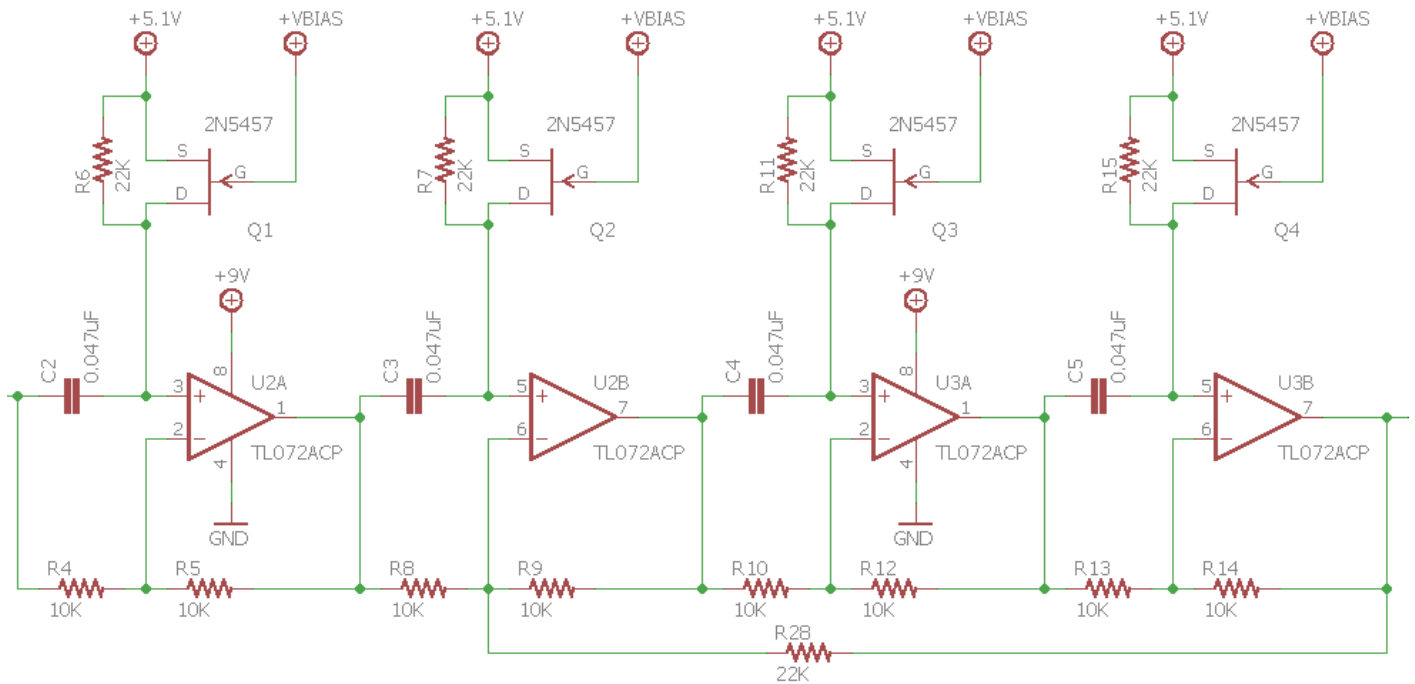 +5.1V +VBIAS +5.1V +VBIAS +5.1V +VBIAS +5.1V +VBIAS
2N5457 2N5457 2N5457 2N5457
R6 22K S G D R7 22K S G D R11 22K S G D R15 22K S G D
Q1 Q2 Q3 Q4
+9V +9V
C2 0.047uF 8 U2A C3 0.047uF U2B C4 0.047uF 8 U3A C5 0.047uF U3B
3 + 5 + 3 + 5 +
1 7 1 7
2 − 6 − 2 − 6 −
4 TL072ACP TL072ACP 4 TL072ACP TL072ACP
GND GND
R4 R5 R8 R9 R10 R12 R13 R14
10K 10K 10K 10K 10K 10K 10K 10K
R28
22K